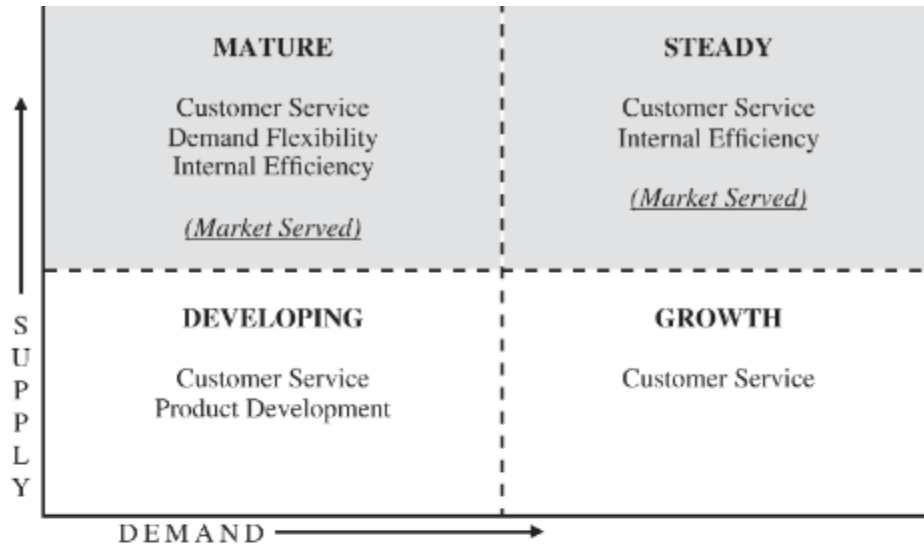 MATURE
Customer Service
Demand Flexibility
Internal Efficiency
(Market Served)
STEADY
Customer Service
Internal Efficiency
(Market Served)
DEVELOPING
Customer Service
Product Development
GROWTH
Customer Service
SUPPLY
DEMAND